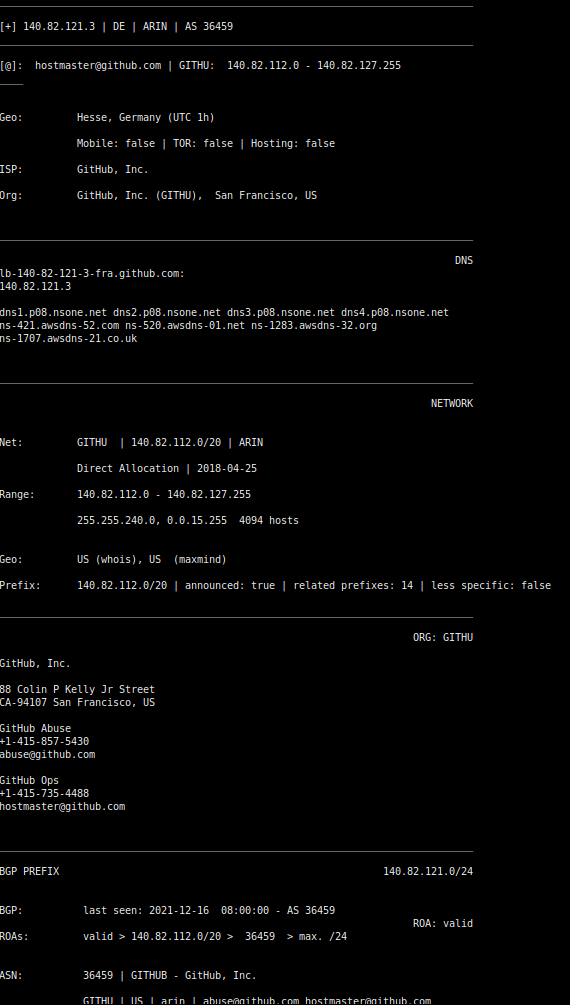 [+] 140.82.121.3 | DE | ARIN | AS 36459
[@]: hostmaster@github.com | GITHU: 140.82.112.0 - 140.82.127.255
Geo: Hesse, Germany (UTC 1h)
Mobile: false | TOR: false | Hosting: false
ISP: GitHub, Inc.
Org: GitHub, Inc. (GITHU), San Francisco, US
DNS
lb-140-82-121-3-fra.github.com:
140.82.121.3
dns1.p08.nsone.net dns2.p08.nsone.net dns3.p08.nsone.net dns4.p08.nsone.net
ns-421.awsdns-52.com ns-520.awsdns-01.net ns-1283.awsdns-32.org
ns-1707.awsdns-21.co.uk
NETWORK
Net: GITHU | 140.82.112.0/20 | ARIN
Direct Allocation | 2018-04-25
Range: 140.82.112.0 - 140.82.127.255
255.255.240.0, 0.0.15.255 4094 hosts
Geo: US (whois), US (maxmind)
Prefix: 140.82.112.0/20 | announced: true | related prefixes: 14 | less specific: false
ORG: GITHU
GitHub, Inc.
88 Colin P Kelly Jr Street
CA-94107 San Francisco, US
GitHub Abuse
+1-415-857-5430
abuse@github.com
GitHub Ops
+1-415-735-4488
hostmaster@github.com
BGP PREFIX 140.82.121.0/24
BGP: last seen: 2021-12-16 08:00:00 - AS 36459
ROA: valid
ROAs: valid > 140.82.112.0/20 > 36459 > max. /24
ASN: 36459 | GITHUB - GitHub, Inc.
GITHU | US | arin | abuse@github.com hostmaster@github.com